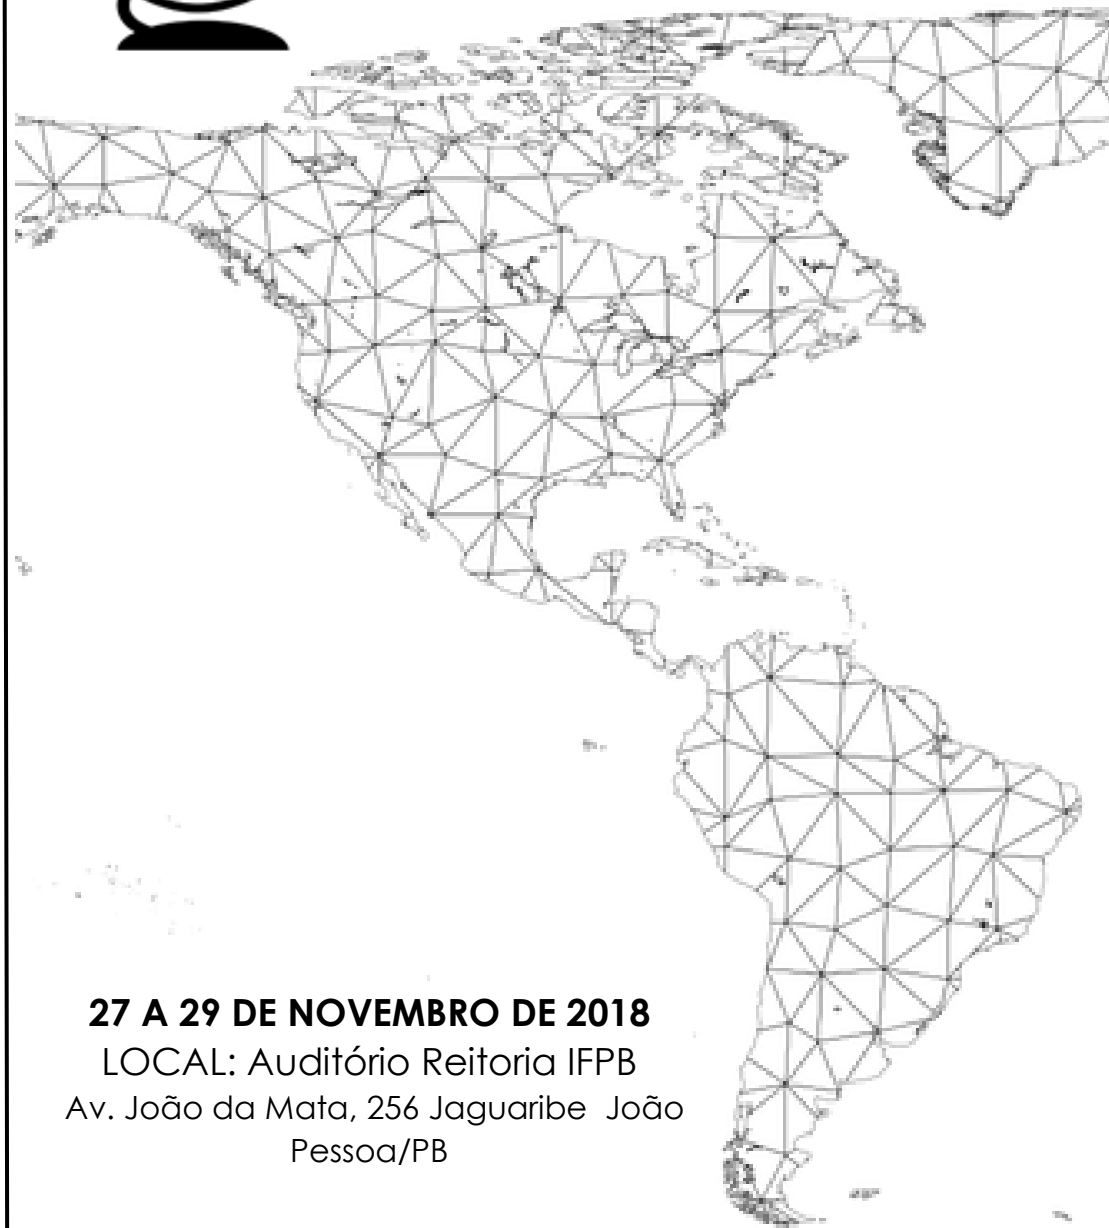 27 A 29 DE NOVEMBRO DE 2018
LOCAL: Auditório Reitoria IFPB
Av. João da Mata, 256 Jaguaribe  João
Pessoa/PB